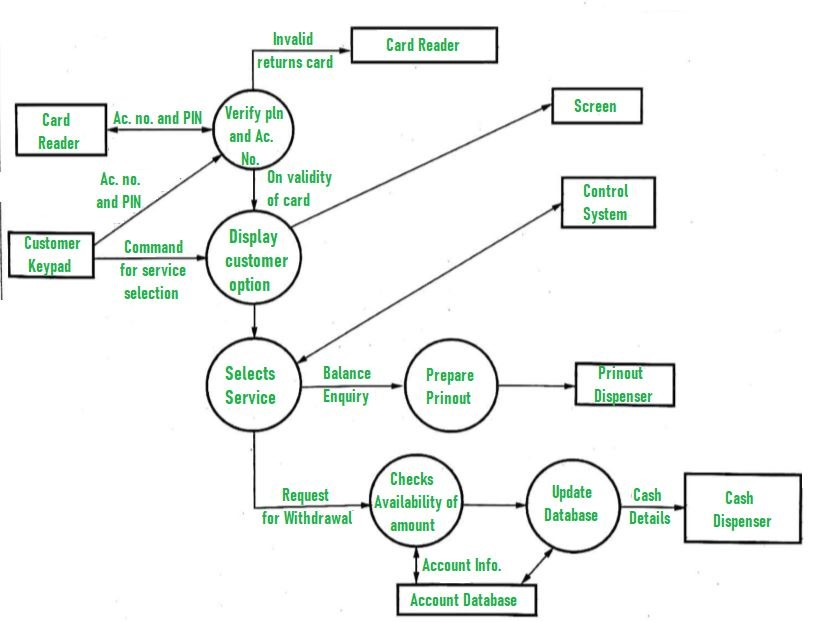 Invalid
returns card
Card Reader
Card
Reader
Ac. no. and PIN
Verify pln
and Ac.
No.
Screen
Ac. no.
and PIN
On validity
of card
Control
System
Customer
Keypad
Command
for service
selection
Display
customer
option
Selects
Service
Balance
Enquiry
Prepare
Prinout
Prinout
Dispenser
Request
for Withdrawal
Checks
Availability of
amount
Update
Database
Cash
Details
Cash
Dispenser
Account Info.
Account Database